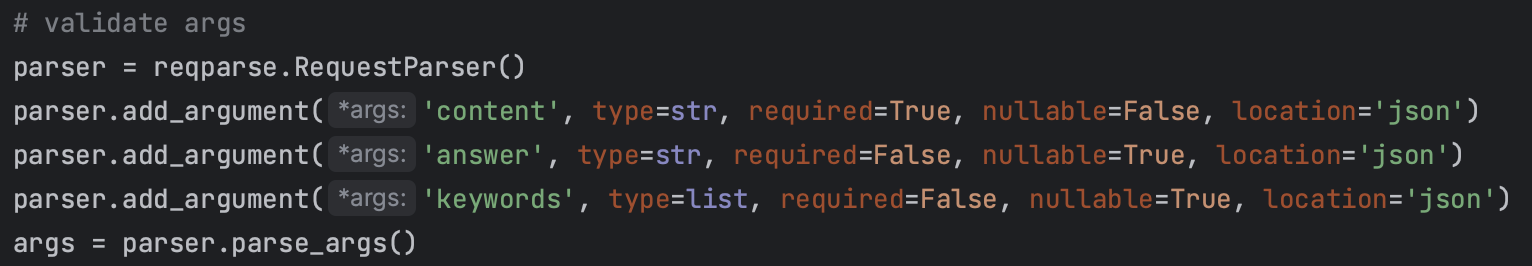 # validate args
parser = reqparse.RequestParser()
parser.add_argument( *args: 'content', type=str, required=True, nullable=False, location='json')
parser.add_argument( *args: 'answer', type=str, required=False, nullable=True, location='json')
parser.add_argument( *args: 'keywords', type=list, required=False, nullable=True, location='json')
args = parser.parse_args()